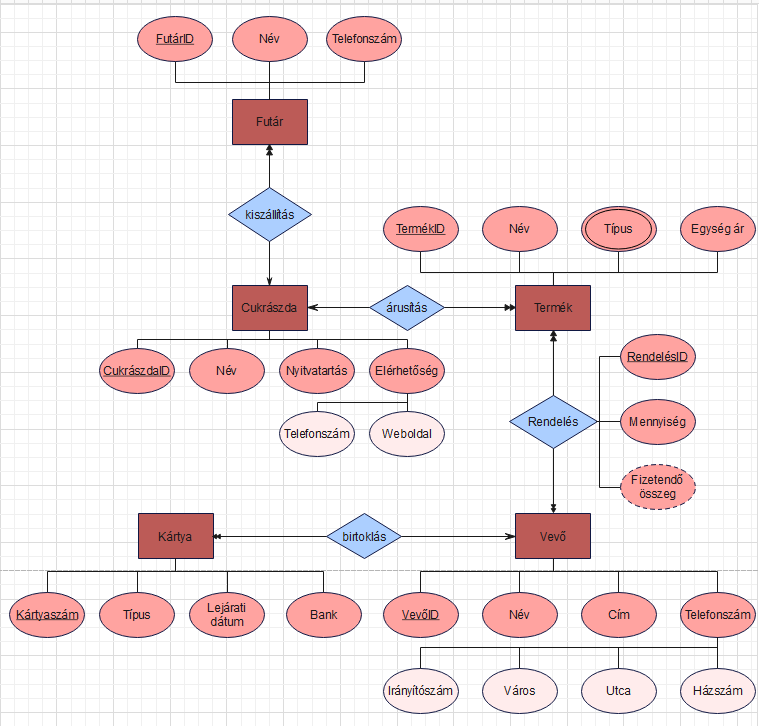 FutárID
Név
Telefonszám
Futár
kiszállítás
TermékID
Név
Típus
Egység ár
Cukrászda
árusítás
Termék
CukrászdaID
Név
Nyitvatartás
Elérhetőség
RendelésID
Telefonszám
Weboldal
Rendelés
Mennyiség
Fizetendő
összeg
Kártya
birtoklás
Vevő
Kártyaszám
Típus
Lejárati
dátum
Bank
VevőID
Név
Cím
Telefonszám
Irányítószám
Város
Utca
Házszám